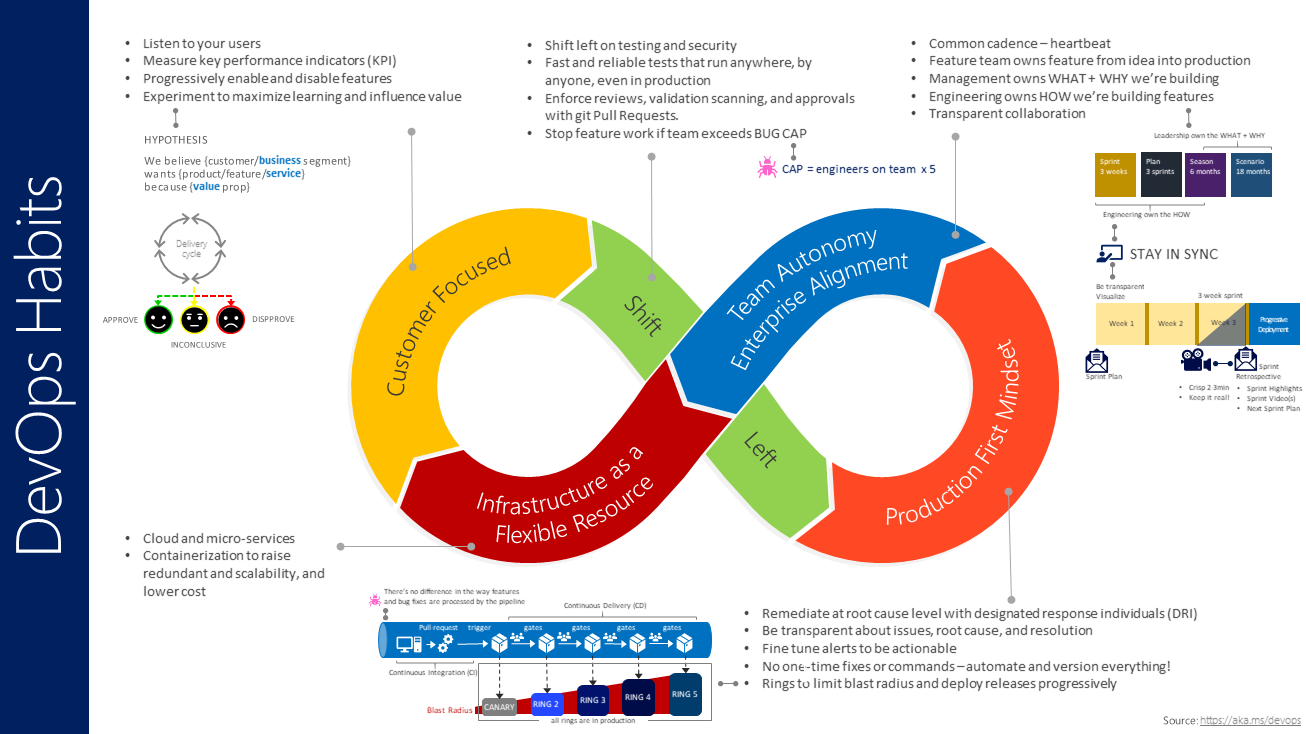 DevOps Habits
• Listen to your users
• Measure key performance indicators (KPI)
• Progressively enable and disable features
• Experiment to maximize learning and influence value
HYPOTHESIS
We believe {customer/business segment}
wants {product/feature/service}
because {value prop}
Delivery
cycle
APPROVE
DISPPROVE
INCONCLUSIVE
• Shift left on testing and security
• Fast and reliable tests that run anywhere, by
anyone, even in production
• Enforce reviews, validation scanning, and approvals
with git Pull Requests.
• Stop feature work if team exceeds BUG CAP
CAP = engineers on team x 5
• Common cadence – heartbeat
• Feature team owns feature from idea into production
• Management owns WHAT + WHY we're building
• Engineering owns HOW we're building features
• Transparent collaboration
Leadership own the WHAT + WHY
Sprint
3 weeks
Plan
3 sprints
Season
6 months
Scenario
18 months
Engineering own the HOW
STAY IN SYNC
Be transparent
Visualize
3 week sprint
Week 1
Week 2
Week 3
Progressive
Deployment
Sprint Plan
• Crisp 2-3min
• Keep it real!
Sprint
Retrospective
• Sprint Highlights
• Sprint Video(s)
• Next Sprint Plan
Customer Focused
Shift
Team Autonomy
Enterprise Alignment
Production First Mindset
Left
Infrastructure as a
Flexible Resource
• Cloud and micro-services
• Containerization to raise
redundant and scalability, and
lower cost
There's no difference in the way features
and bug fixes are processed by the pipeline
Continuous Delivery (CD)
Pull-request
trigger
gates
gates
gates
gates
Continuous Integration (CI)
Blast Radius
CANARY
RING 2
RING 3
RING 4
RING 5
all rings are in production
• Remediate at root cause level with designated response individuals (DRI)
• Be transparent about issues, root cause, and resolution
• Fine tune alerts to be actionable
• No one-time fixes or commands – automate and version everything!
• Rings to limit blast radius and deploy releases progressively
Source: https://aka.ms/devops